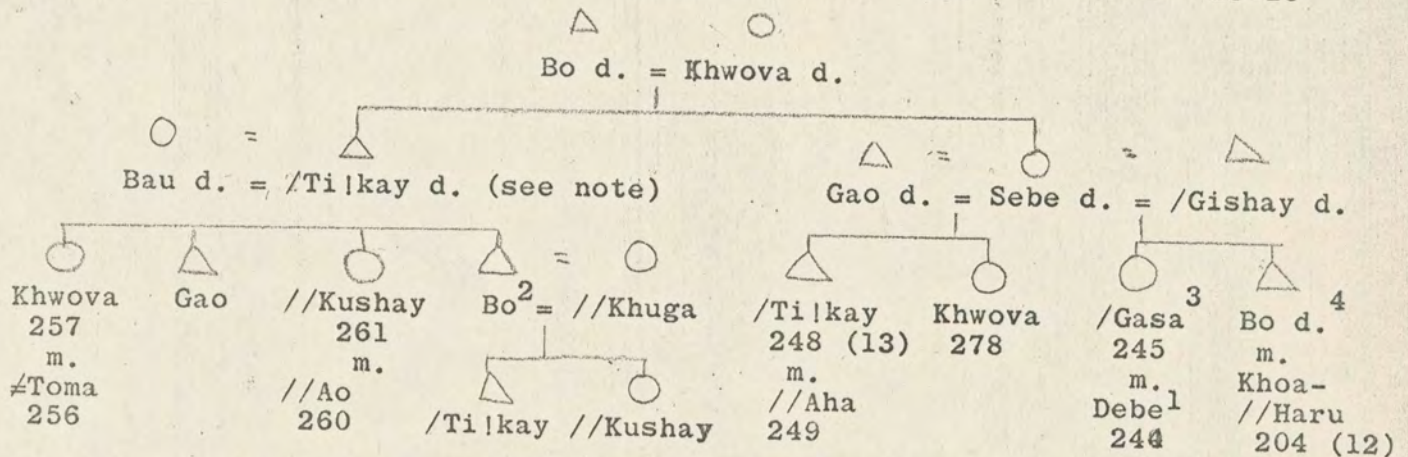 Bo d. = Khwova d.
Bau d. = /Ti!kay d. (see note) Gao d. = Sebe d. = /Gishay d.
Khwova Gao //Kushay Bo2 = //Khuga /Ti!kay Khwova /Gasa3 Bo d.4
257 261 248 (13) 278 245 m.
m. m. m. m. Khoa-
≠Toma //Ao //Aha Debe1 //Haru
256 260 /Ti!kay //Kushay 249 244 204 (12)